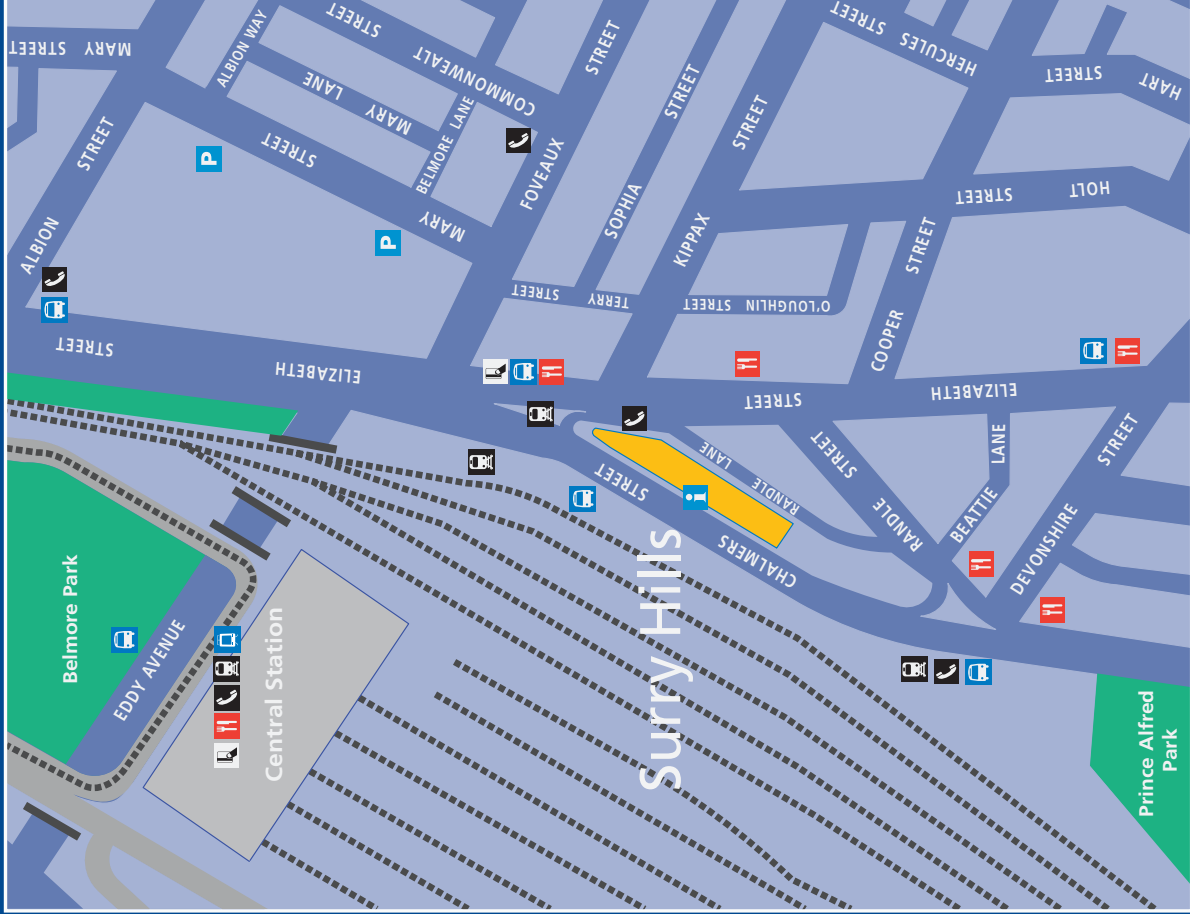 MARY STREET
ALBION WAY
COMMONWEALT STREET
STREET
STREET
HERCULES STREET
HART STREET
ALBION STREET
MARY LANE
MARY STREET
BELMORE LANE
FOVEAUX
SOPHIA
KIPPAX STREET
HOLT STREET
P
P
TERRY STREET
O'LOUGHLIN STREET
COOPER STREET
ELIZABETH STREET
ELIZABETH STREET
RANDLE LANE
RANDLE STREET
BEATTIE LANE
DEVONSHIRE STREET
CHALMERS STREET
i
Surry Hills
Belmore Park
EDDY AVENUE
Central Station
Prince Alfred
Park